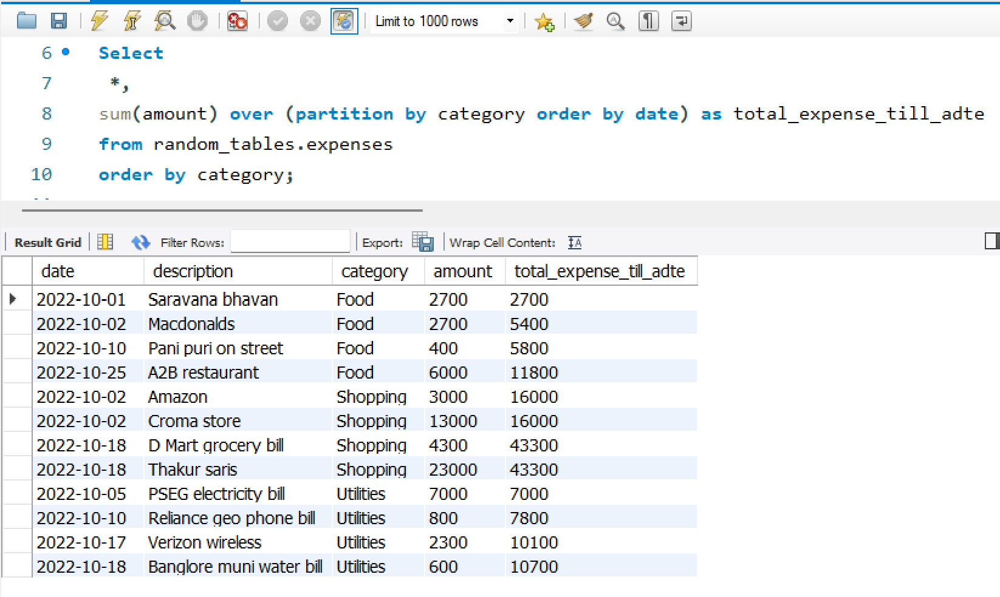 Limit to 1000 rows
6 Select
7 *,
8 sum(amount) over (partition by category order by date) as total_expense_till_adte
9 from random_tables.expenses
10 order by category;
Result Grid Filter Rows: Export: Wrap Cell Content:
date description category amount total_expense_till_adte
2022-10-01 Saravana bhavan Food 2700 2700
2022-10-02 Macdonalds Food 2700 5400
2022-10-10 Pani puri on street Food 400 5800
2022-10-25 A2B restaurant Food 6000 11800
2022-10-02 Amazon Shopping 3000 16000
2022-10-02 Croma store Shopping 13000 16000
2022-10-18 D Mart grocery bill Shopping 4300 43300
2022-10-18 Thakur saris Shopping 23000 43300
2022-10-05 PSEG electricity bill Utilities 7000 7000
2022-10-10 Reliance geo phone bill Utilities 800 7800
2022-10-17 Verizon wireless Utilities 2300 10100
2022-10-18 Banglore muni water bill Utilities 600 10700